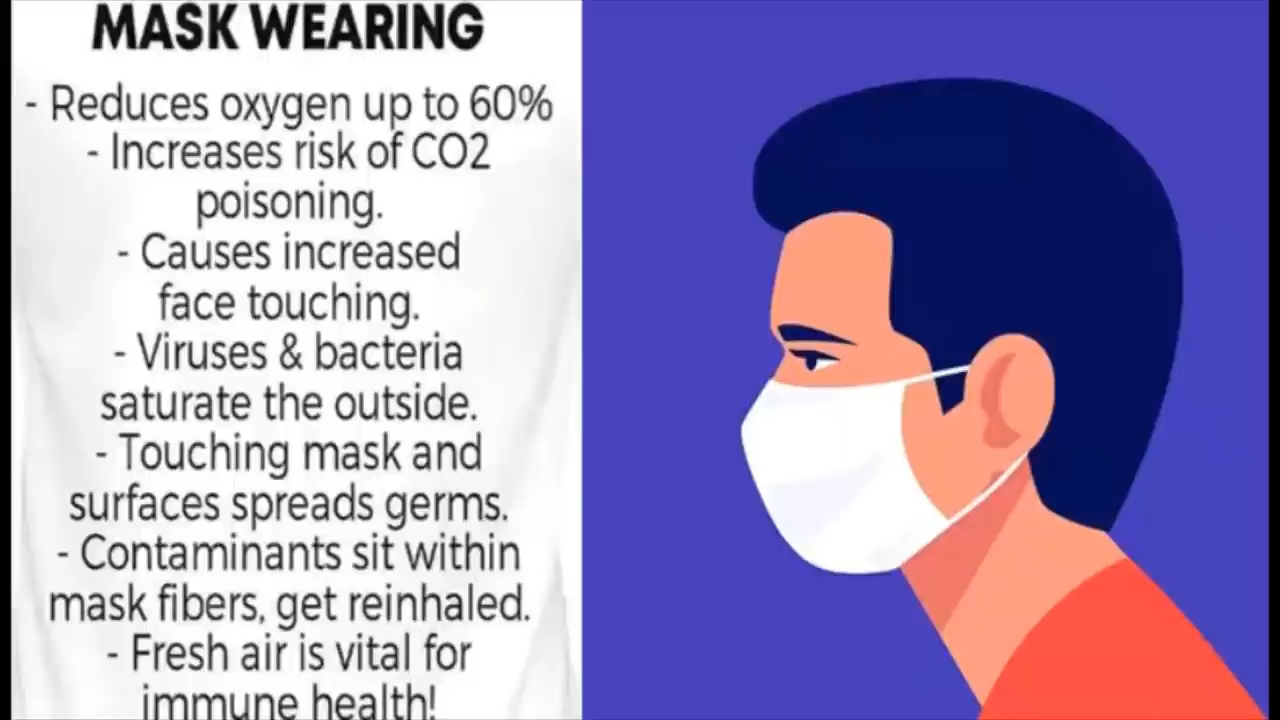 MASK WEARING
- Reduces oxygen up to 60%
- Increases risk of CO2
poisoning.
- Causes increased
face touching.
- Viruses & bacteria
saturate the outside.
- Touching mask and
surfaces spreads germs.
- Contaminants sit within
mask fibers, get reinhaled.
- Fresh air is vital for
immune health!